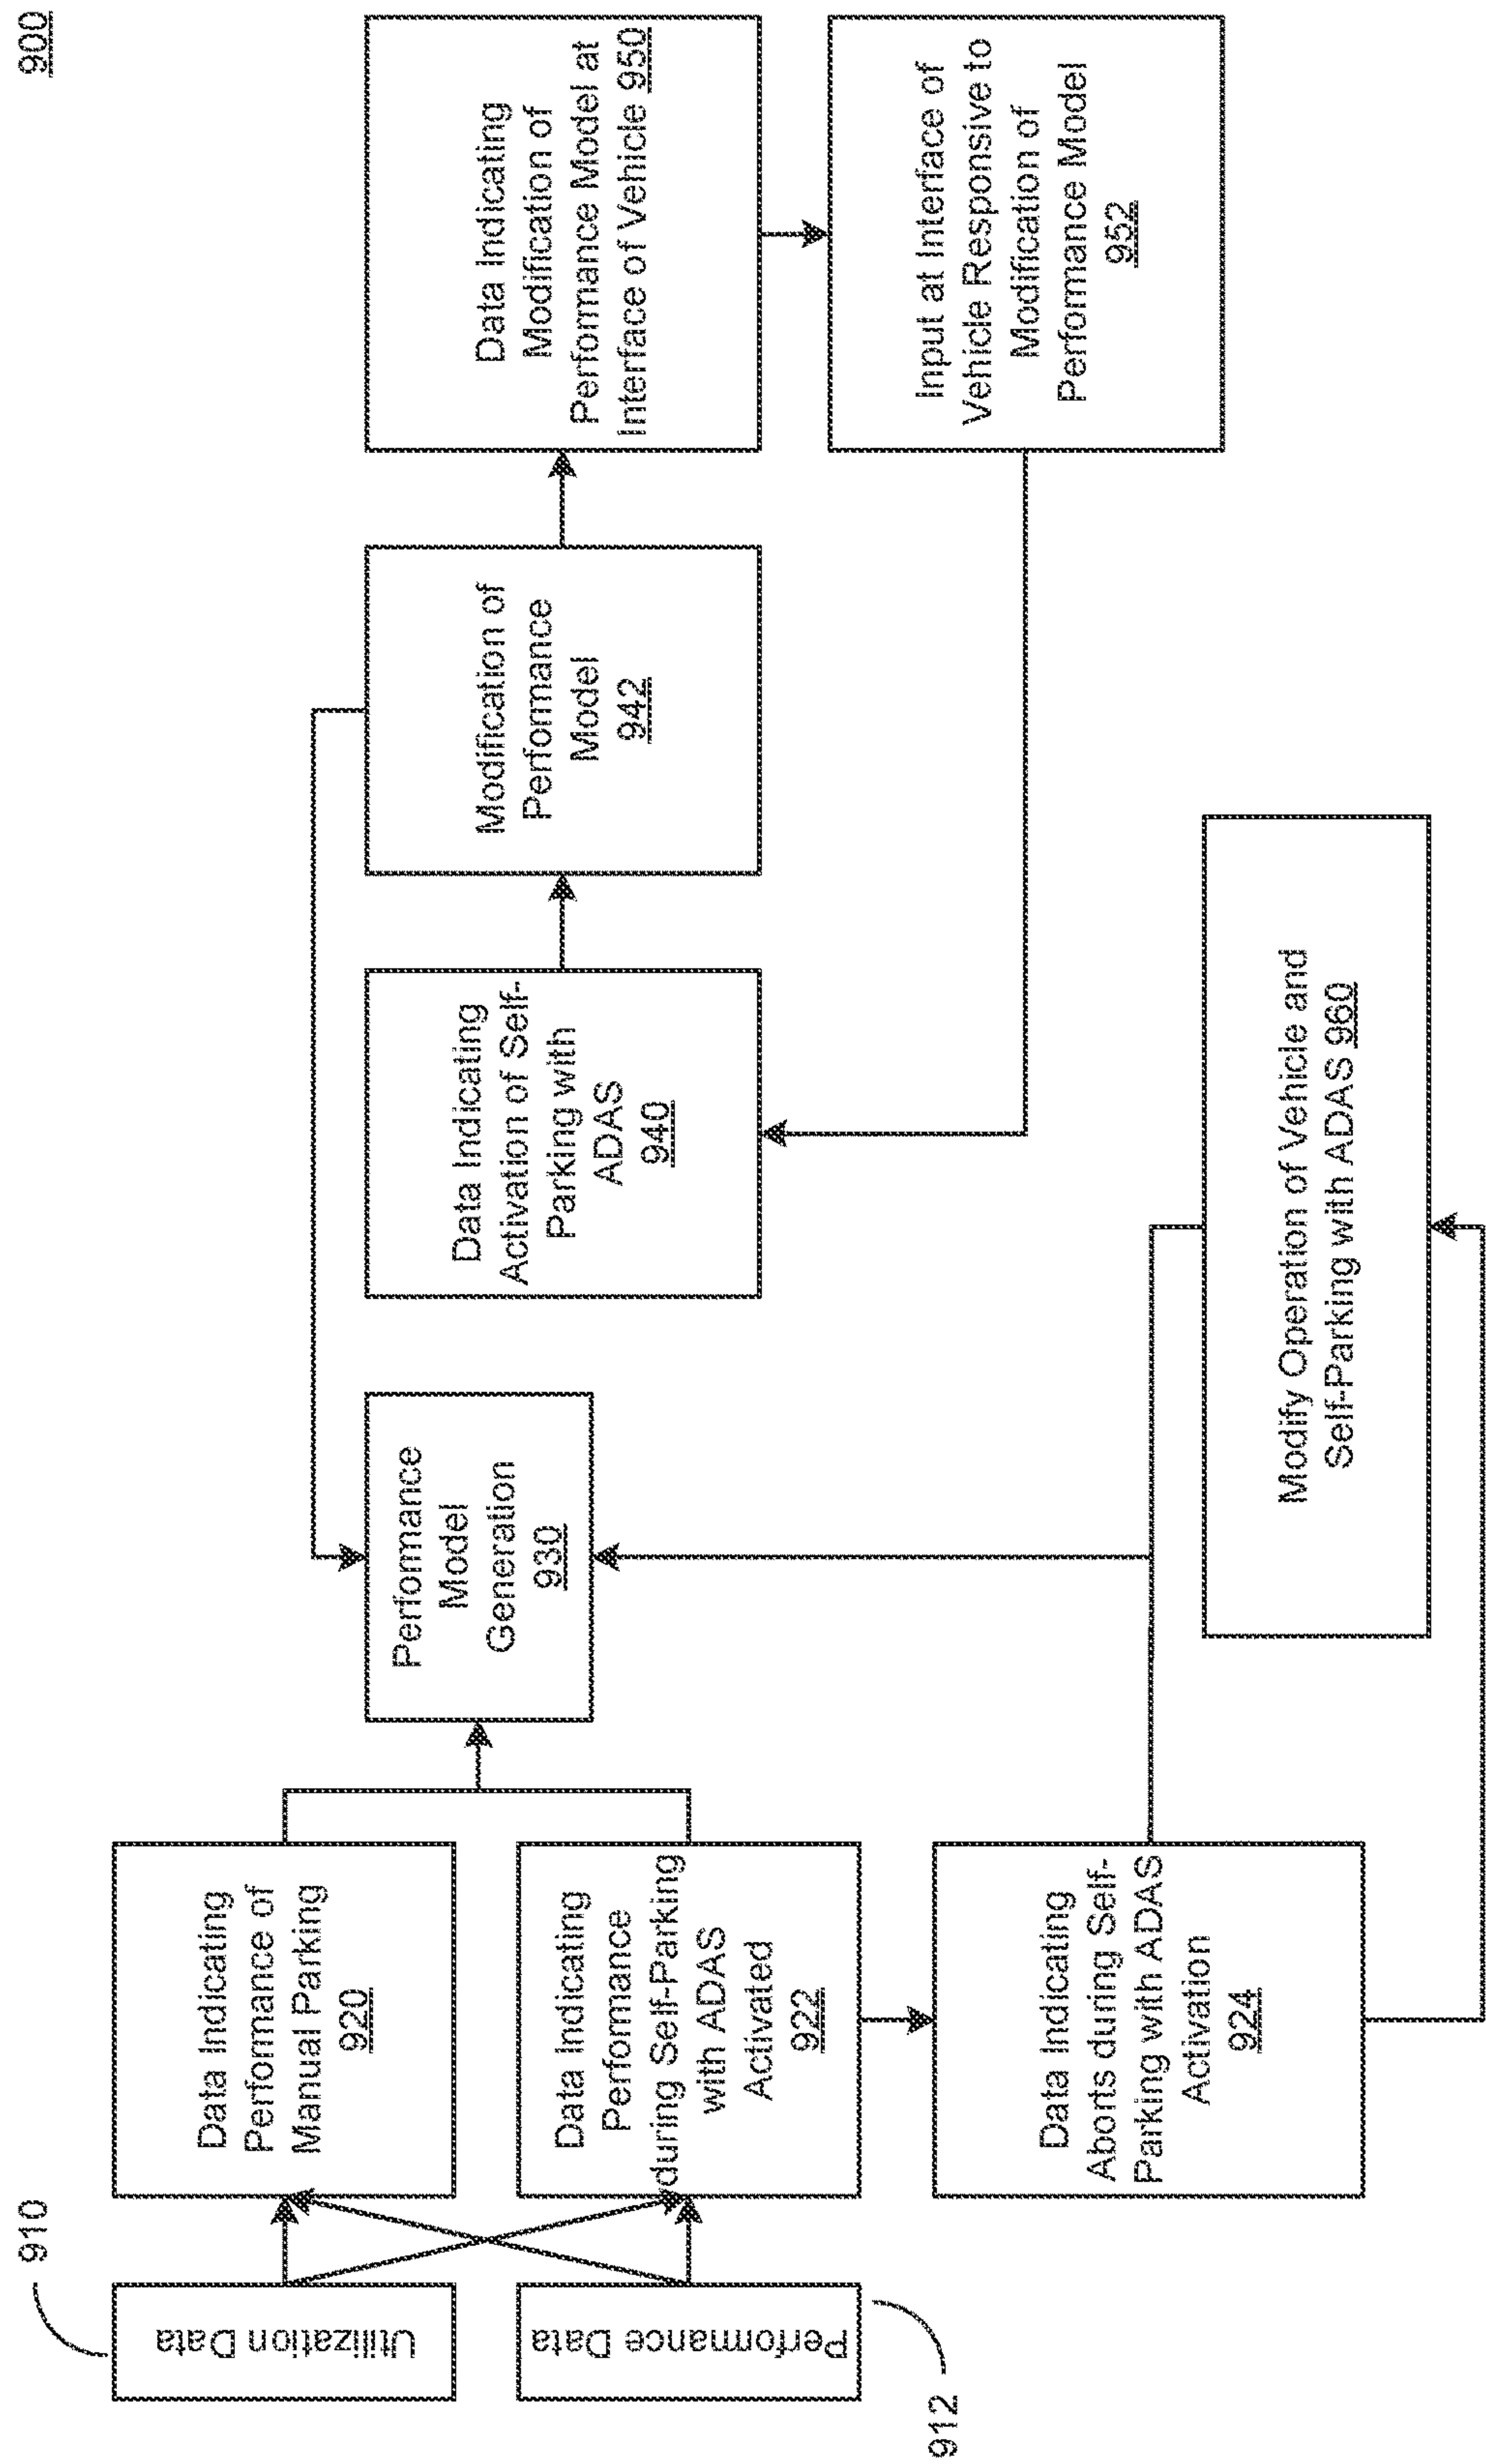 900
910
Utilization Data
Performance Data
912
Data Indicating
Performance of
Manual Parking
920
Data Indicating
Performance
during Self-Parking
with ADAS
Activated
922
Data Indicating
Aborts during Self-
Parking with ADAS
Activation
924
Performance
Model
Generation
930
Data Indicating
Activation of Self-
Parking with
ADAS
940
Modification of
Performance
Model
942
Data Indicating
Modification of
Performance Model at
Interface of Vehicle 950
Input at Interface of
Vehicle Responsive to
Modification of
Performance Model
952
Modify Operation of Vehicle and
Self-Parking with ADAS 960